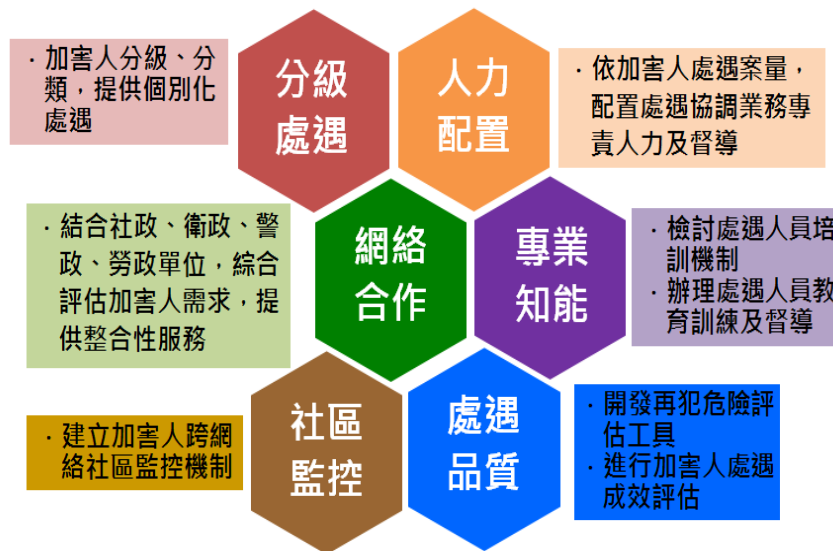 · 加害人分級、分
類，提供個別化
處遇
分級
處遇
人力
配置
· 依加害人處遇案量，
配置處遇協調業務專
責人力及督導
· 結合社政、衛政、警
政、勞政單位，綜合
評估加害人需求，提
供整合性服務
網絡
合作
專業
知能
· 檢討處遇人員培
訓機制
· 辦理處遇人員教
育訓練及督導
· 建立加害人跨網
絡社區監控機制
社區
監控
處遇
品質
· 開發再犯危險評
估工具
· 進行加害人處遇
成效評估